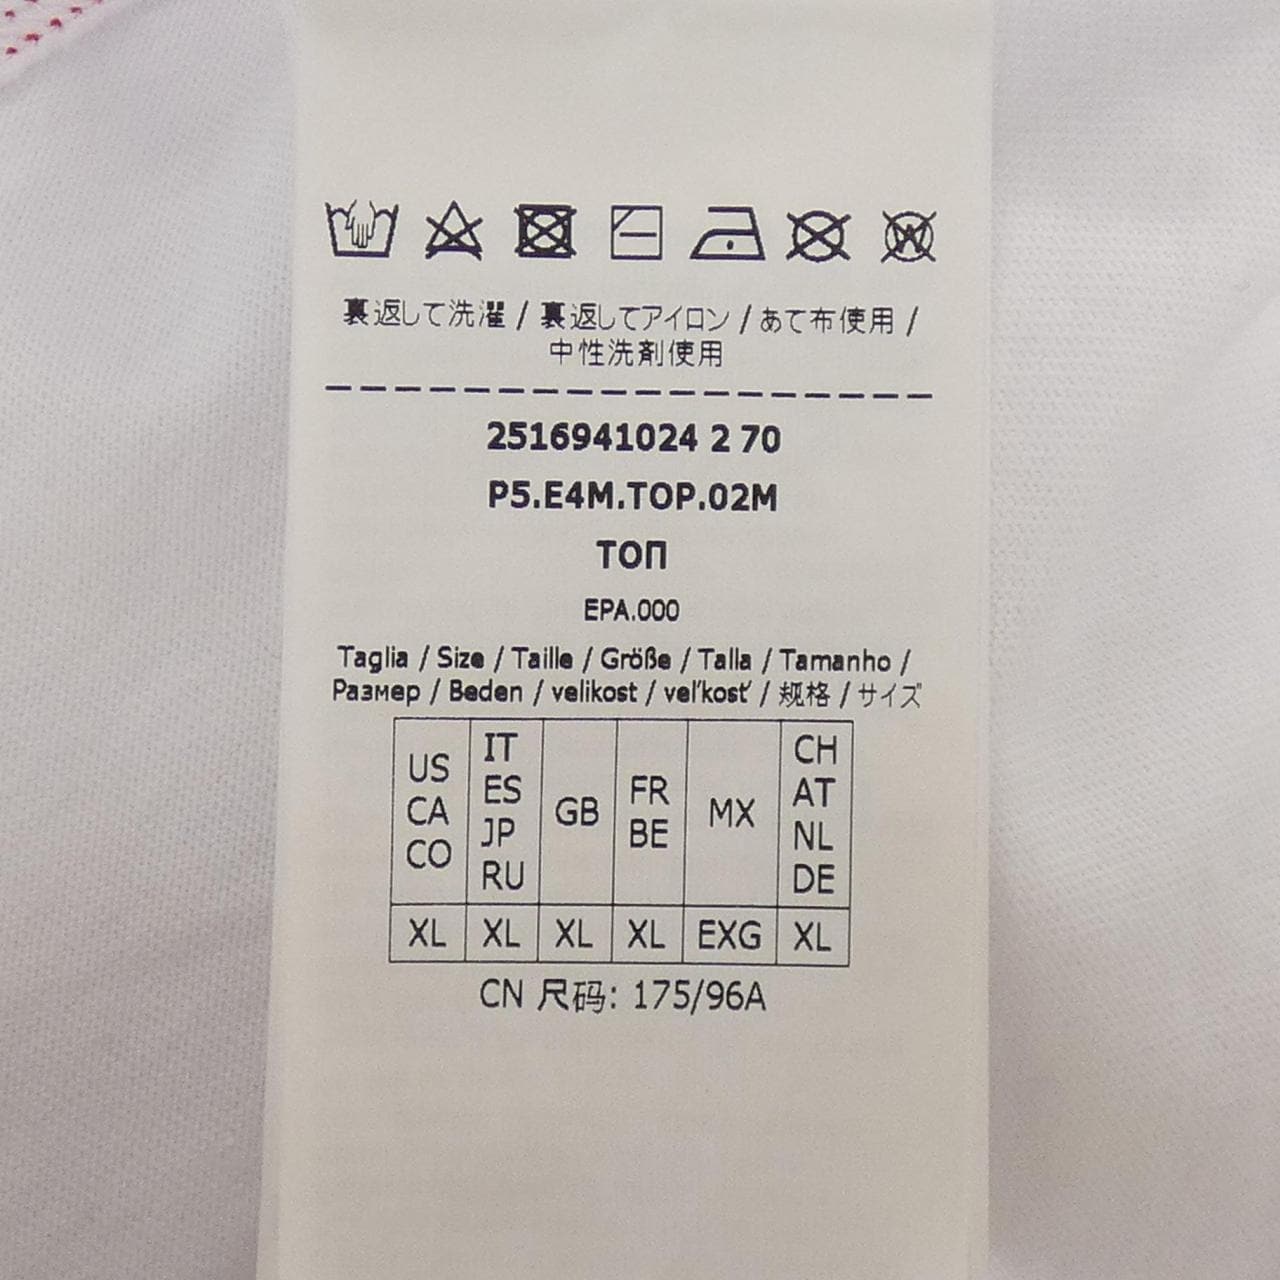 裏返して洗濯 / 裏返してアイロン / あて布使用 /
中性洗剤使用
2516941024 2 70
P5.E4M.TOP.02M
ТОП
EPA.000
Taglia / Size / Taille / Größe / Talla / Tamanho /
Размер / Beden / velikost / veľkosť / 规格 / サイズ
US CA CO IT ES JP RU GB FR BE MX CH AT NL DE
XL XL XL XL EXG XL
CN 尺码: 175/96A